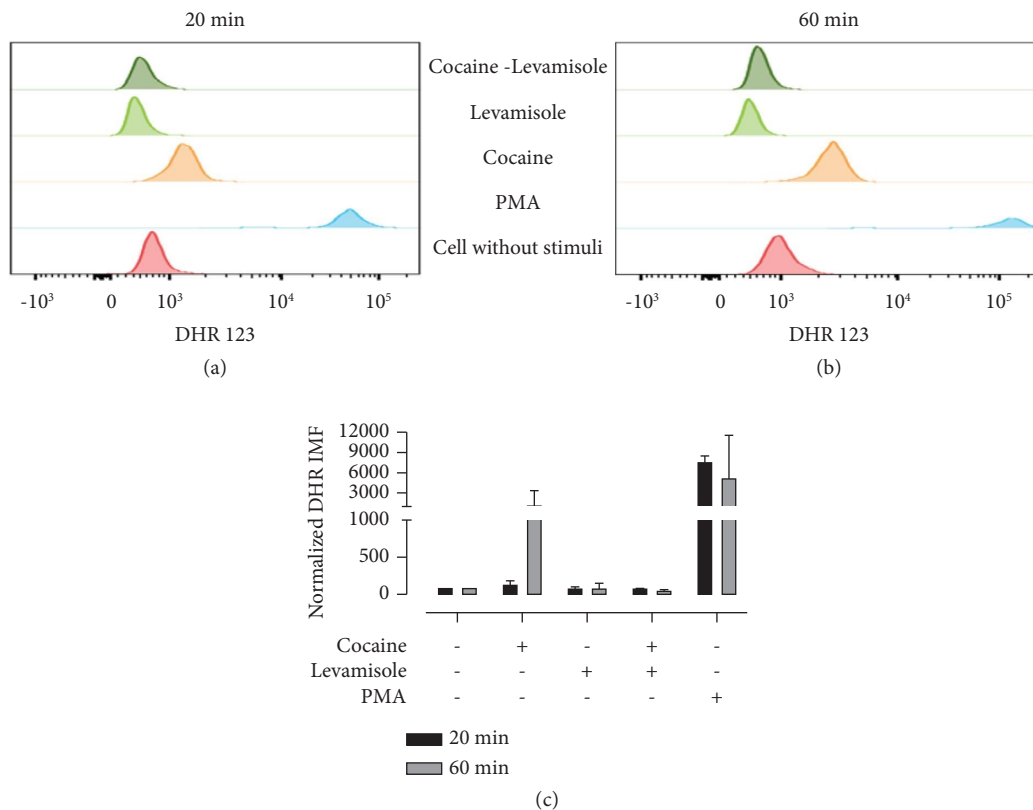 20 min
60 min
Cocaine -Levamisole
Levamisole
Cocaine
PMA
Cell without stimuli
-10³ 0 10³ 10⁴ 10⁵
DHR 123
(a)
-10³ 0 10³ 10⁴ 10⁵
DHR 123
(b)
Normalized DHR IMF
12000
9000
6000
3000
1000
500
0
Cocaine - + - + -
Levamisole - - + + -
PMA - - - - +
20 min
60 min
(c)